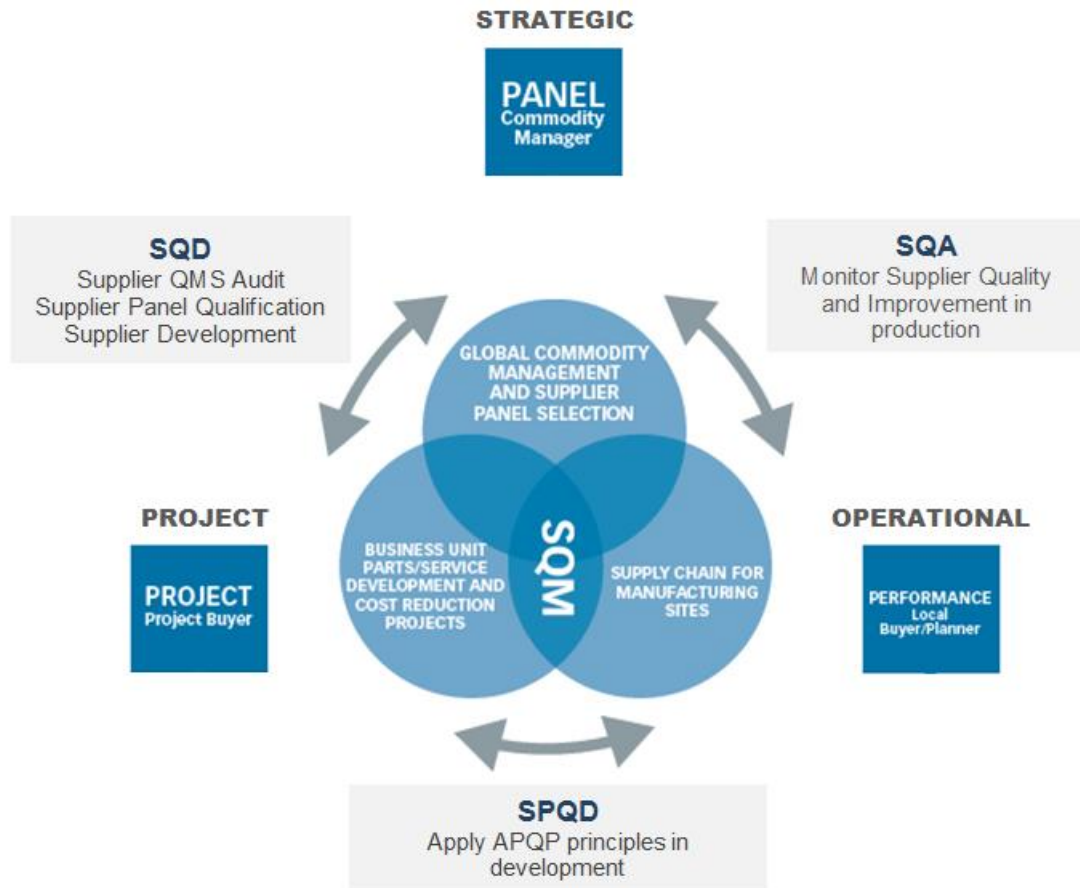 STRATEGIC
PANEL
Commodity
Manager
SQD
Supplier QMS Audit
Supplier Panel Qualification
Supplier Development
SQA
Monitor Supplier Quality
and Improvement in
production
GLOBAL COMMODITY
MANAGEMENT
AND SUPPLIER
PANEL SELECTION
PROJECT
PROJECT
Project Buyer
BUSINESS UNIT
PARTS/SERVICE
DEVELOPMENT AND
COST REDUCTION
PROJECTS
SQM
SUPPLY CHAIN FOR
MANUFACTURING
SITES
OPERATIONAL
PERFORMANCE
Local
Buyer/Planner
SPQD
Apply APQP principles in
development